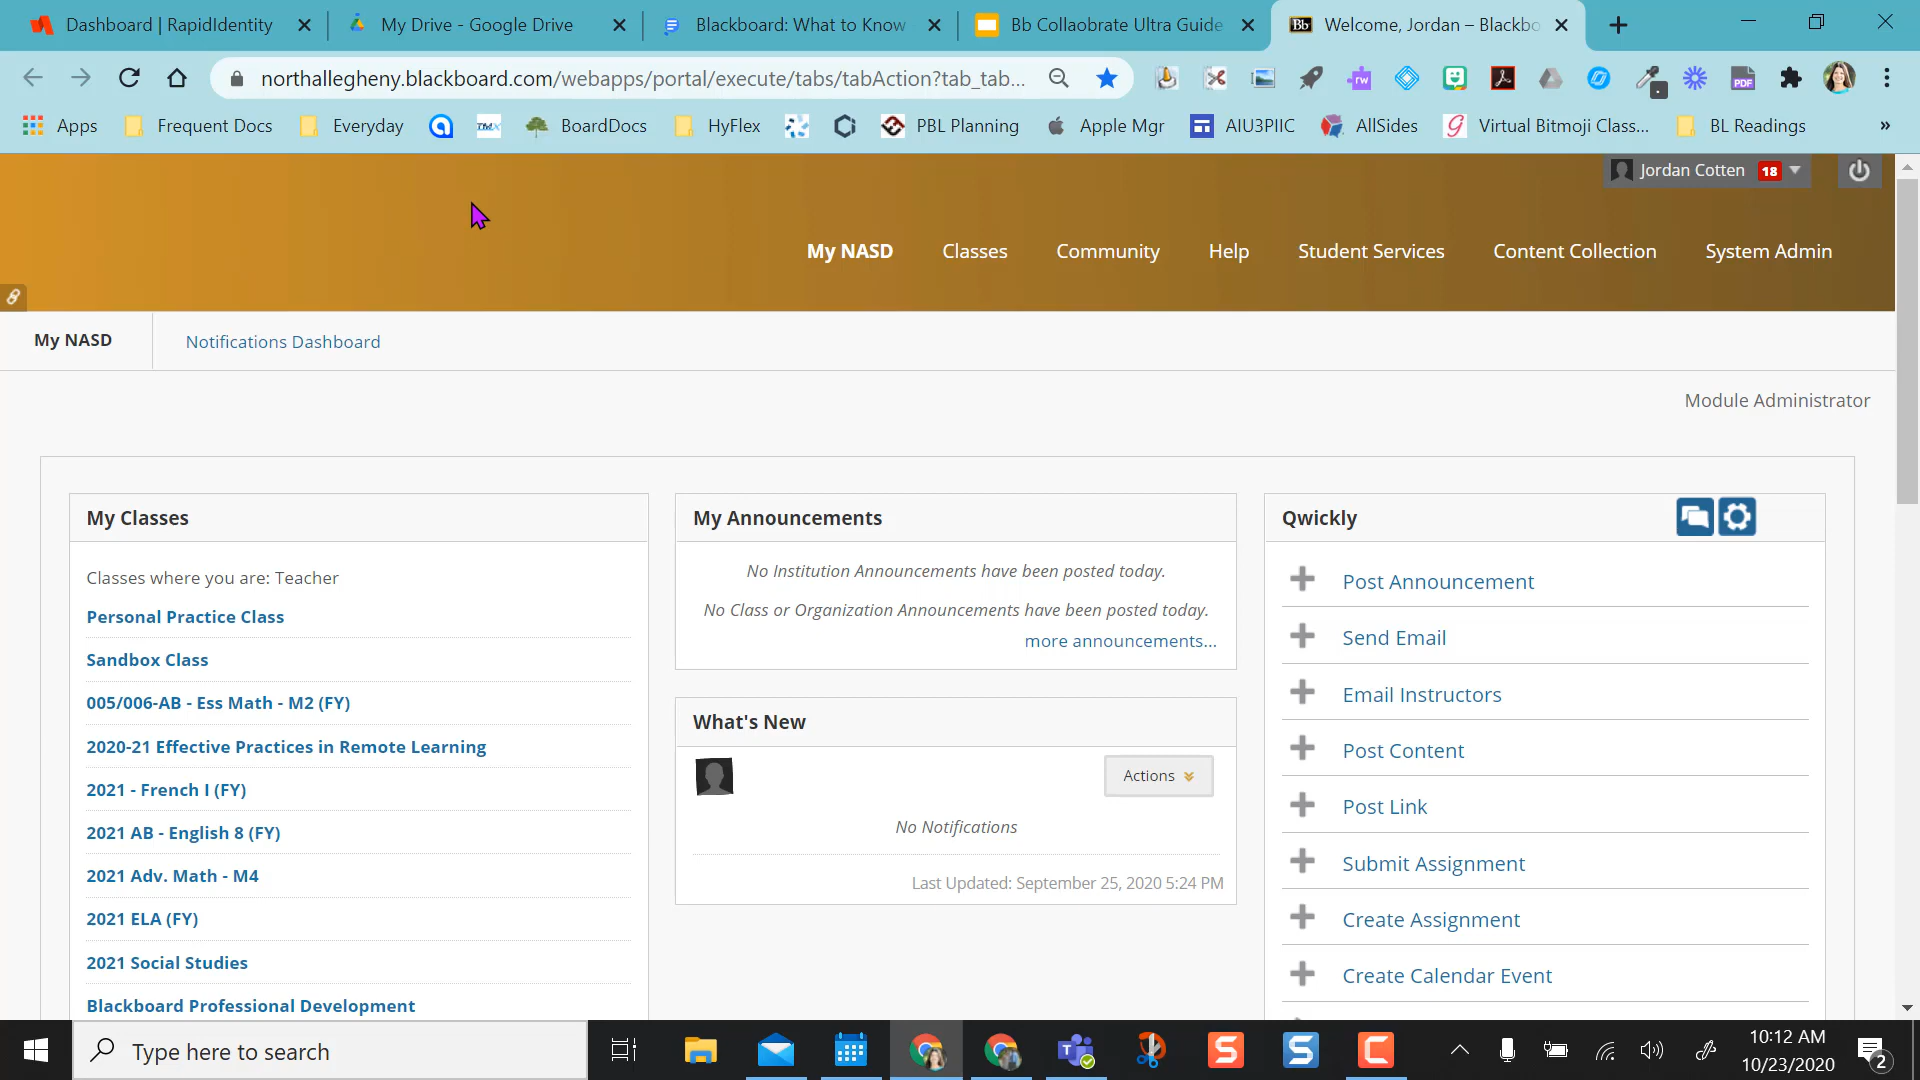 Dashboard | RapidIdentity
My Drive - Google Drive
Blackboard: What to Know
Bb Collaobrate Ultra Guide
Welcome, Jordan – Blackbo
northallegheny.blackboard.com/webapps/portal/execute/tabs/tabAction?tab_tab...
Apps
Frequent Docs
Everyday
BoardDocs
HyFlex
PBL Planning
Apple Mgr
AIU3PIIC
AllSides
Virtual Bitmoji Class...
BL Readings
»
Jordan Cotten 18
My NASD
Classes
Community
Help
Student Services
Content Collection
System Admin
My NASD
Notifications Dashboard
Module Administrator
My Classes
Classes where you are: Teacher
Personal Practice Class
Sandbox Class
005/006-AB - Ess Math - M2 (FY)
2020-21 Effective Practices in Remote Learning
2021 - French I (FY)
2021 AB - English 8 (FY)
2021 Adv. Math - M4
2021 ELA (FY)
2021 Social Studies
Blackboard Professional Development
My Announcements
No Institution Announcements have been posted today.
No Class or Organization Announcements have been posted today.
more announcements...
What's New
Actions
No Notifications
Last Updated: September 25, 2020 5:24 PM
Qwickly
Post Announcement
Send Email
Email Instructors
Post Content
Post Link
Submit Assignment
Create Assignment
Create Calendar Event
Type here to search
10:12 AM
10/23/2020
2